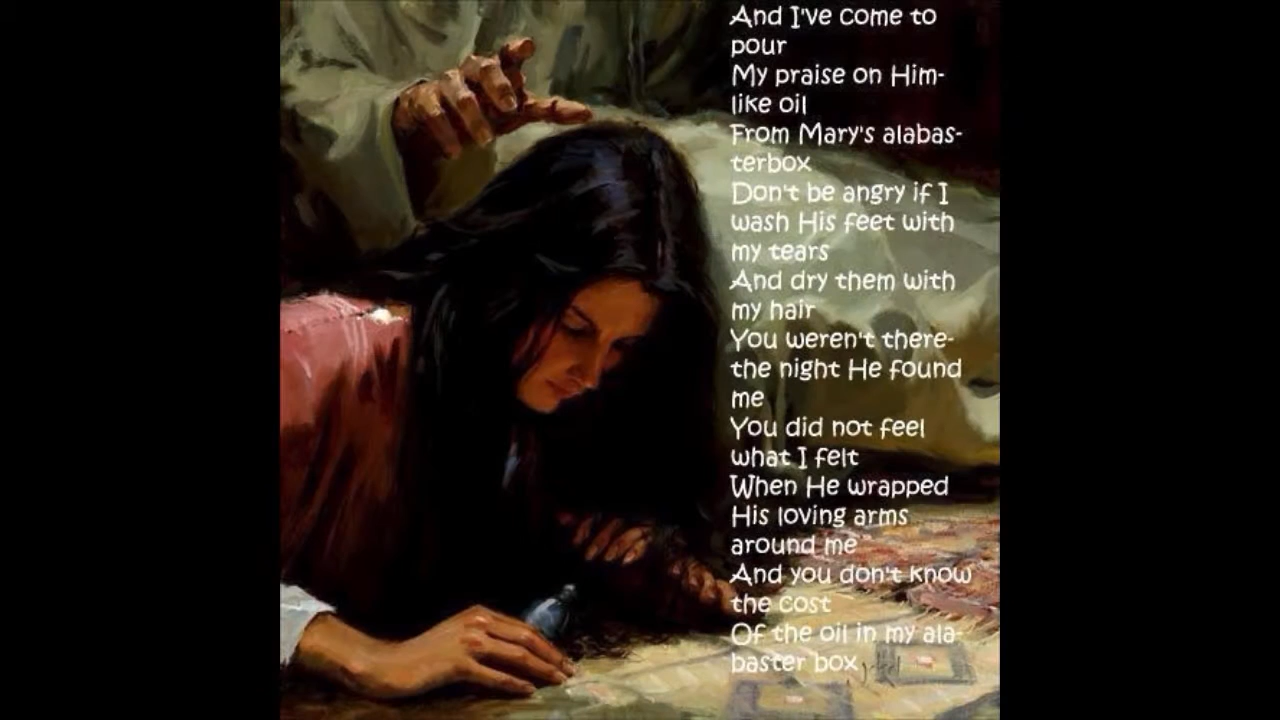 And I've come to
pour
My praise on Him-
like oil
From Mary's alabas-
terbox
Don't be angry if I
wash His feet with
my tears
And dry them with
my hair
You weren't there-
the night He found
me
You did not feel
what I felt
When He wrapped
His loving arms
around me
And you don't know
the cost
Of the oil in my ala-
baster box